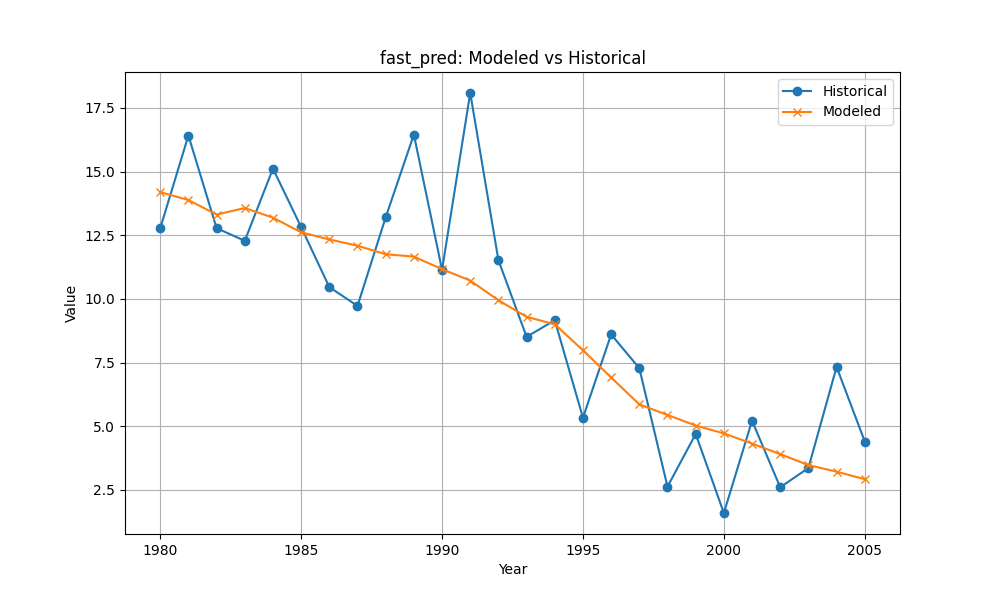 fast_pred: Modeled vs Historical
Historical
Modeled
Value
17.5
15.0
12.5
10.0
7.5
5.0
2.5
1980
1985
1990
1995
2000
2005
Year